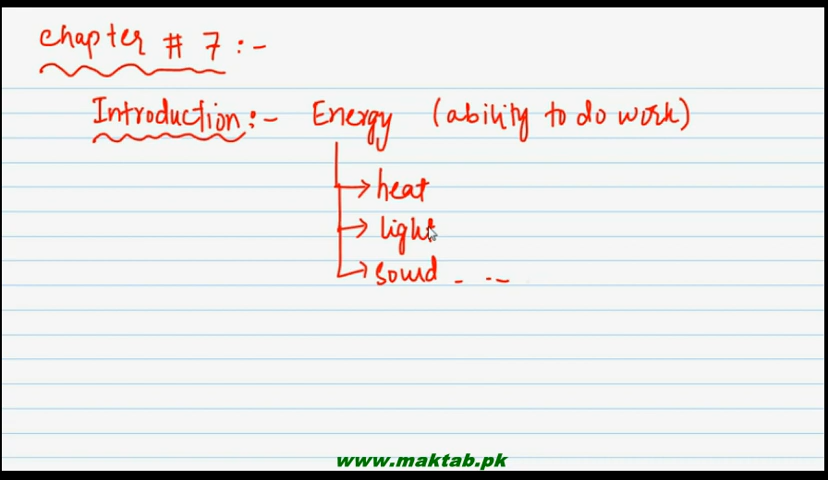 Chapter # 7 :-
Introduction :- Energy (ability to do work)
→ heat
→ light
→ sound - - -
www.maktab.pk